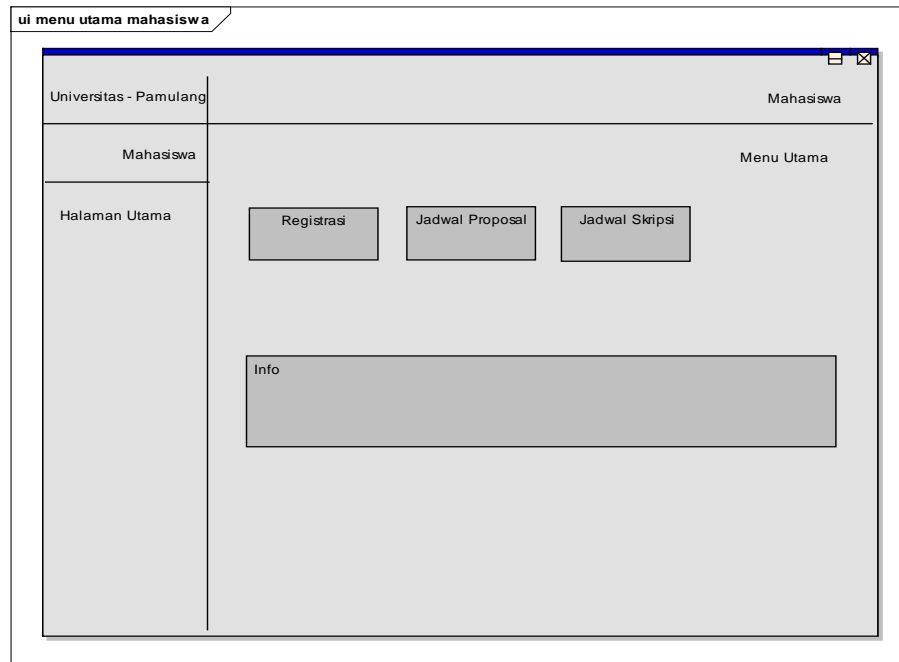 ui menu utama mahasiswa
Universitas - Pamulang
Mahasiswa
Mahasiswa
Menu Utama
Halaman Utama
Registrasi
Jadwal Proposal
Jadwal Skripsi
Info